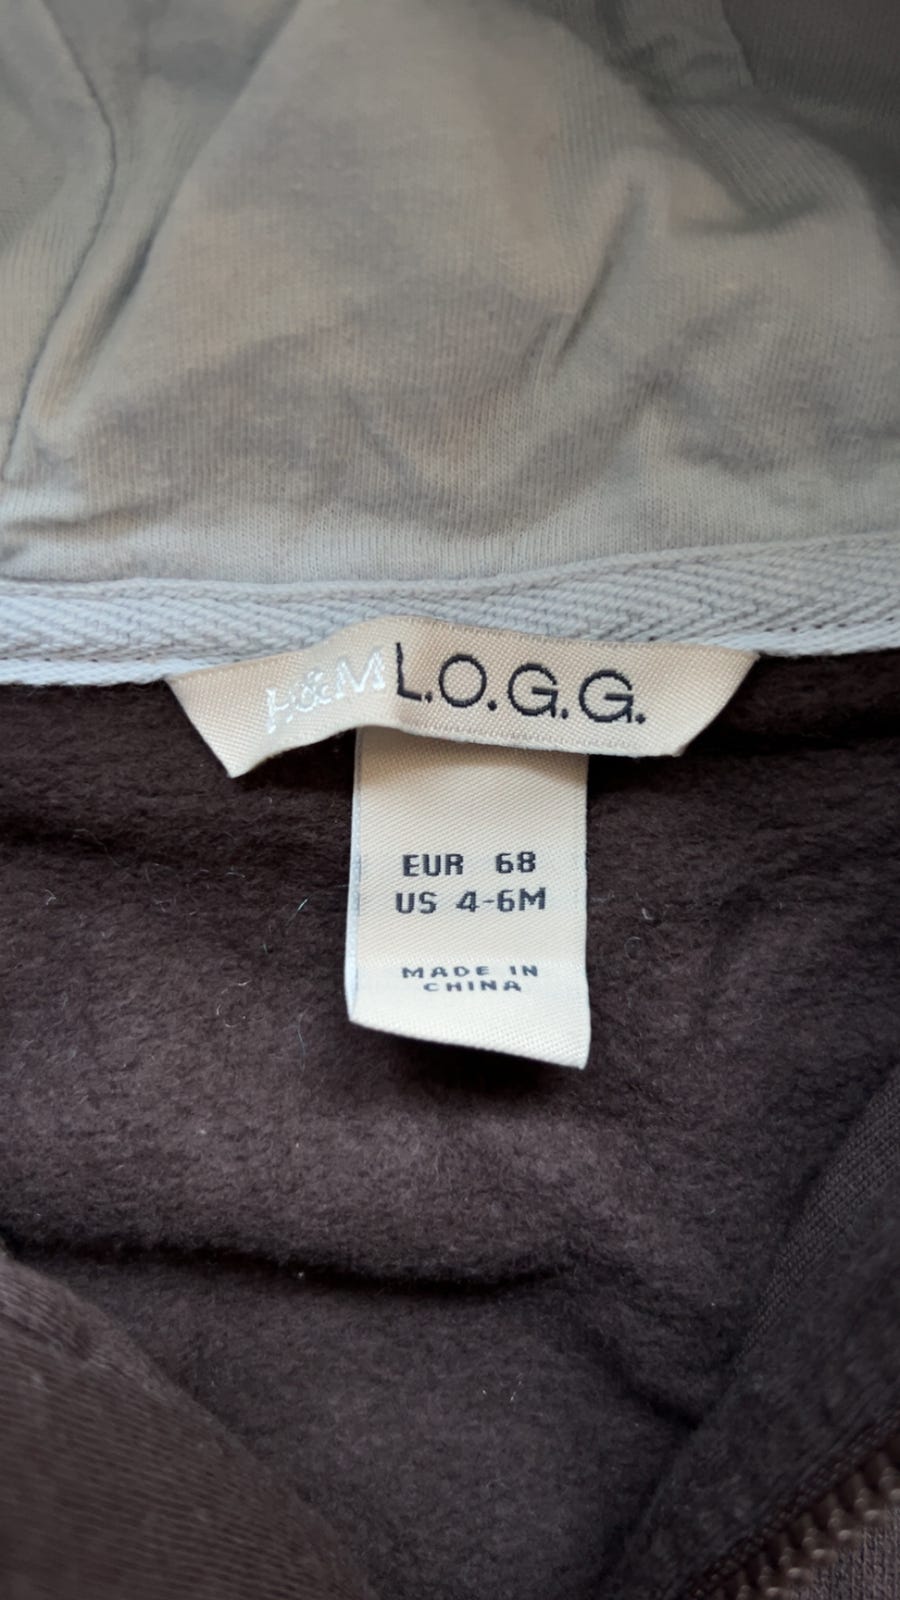 H&M L.O.G.G.
EUR 68
US 4-6M
MADE IN
CHINA